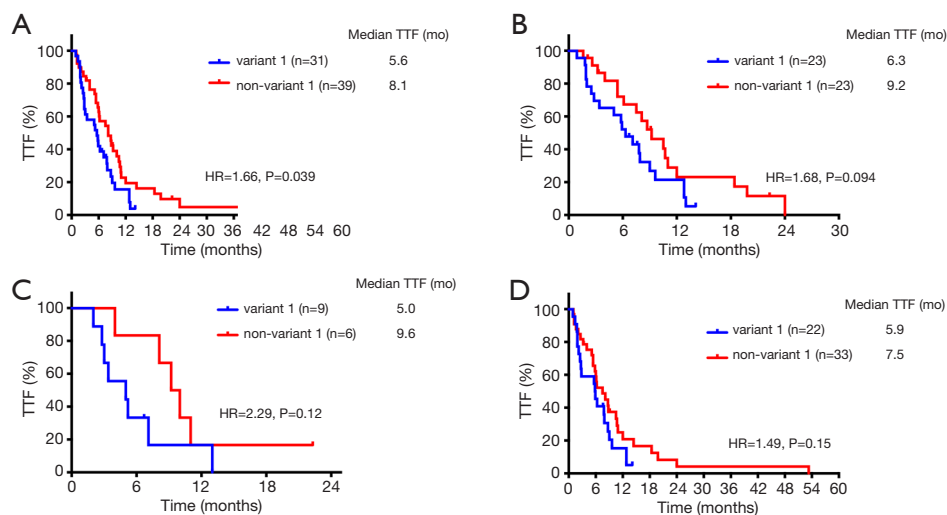 A
Median TTF (mo)
variant 1 (n=31) 5.6
non-variant 1 (n=39) 8.1
TTF (%)
100
80
60
40
20
0
HR=1.66, P=0.039
0 6 12 18 24 30 36 42 48 54 60
Time (months)
B
Median TTF (mo)
variant 1 (n=23) 6.3
non-variant 1 (n=23) 9.2
TTF (%)
100
80
60
40
20
0
HR=1.68, P=0.094
0 6 12 18 24 30
Time (months)
C
Median TTF (mo)
variant 1 (n=9) 5.0
non-variant 1 (n=6) 9.6
TTF (%)
100
80
60
40
20
0
HR=2.29, P=0.12
0 6 12 18 24
Time (months)
D
Median TTF (mo)
variant 1 (n=22) 5.9
non-variant 1 (n=33) 7.5
TTF (%)
100
80
60
40
20
0
HR=1.49, P=0.15
0 6 12 18 24 30 36 42 48 54 60
Time (months)